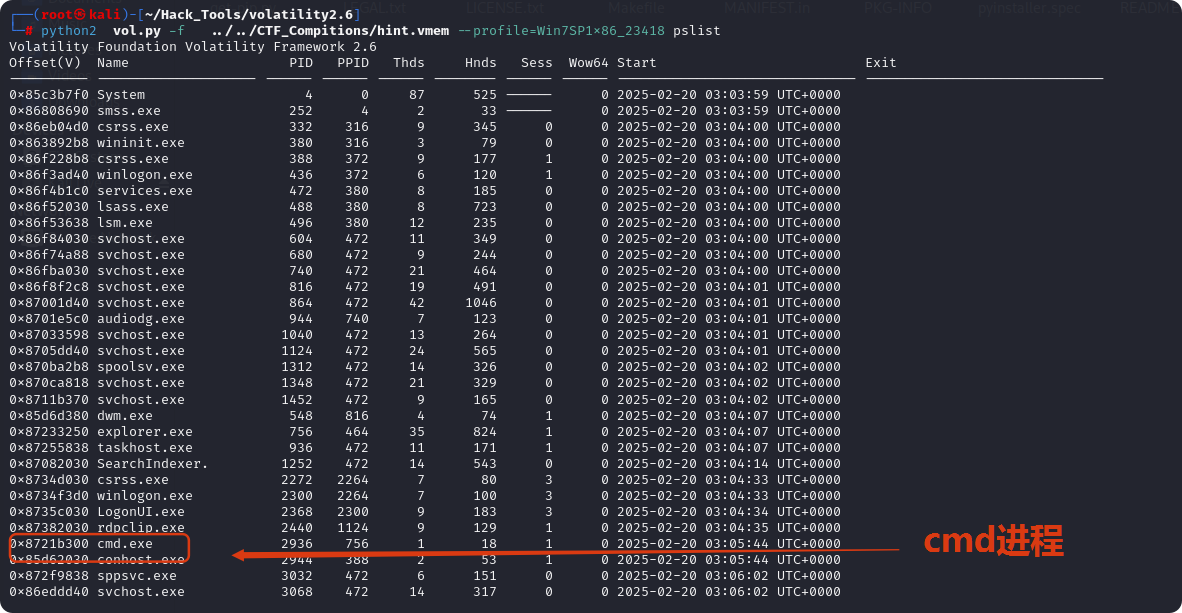 LICENSE.txt Makefile MANIFEST PKG-INFO pyinstaller.spec README
┌──(root㉿kali)-[~/Hack_Tools/volatility2.6]
└─# python2 vol.py -f ../../CTF_Compitions/hint.vmem --profile=Win7SP1×86_23418 pslist
Volatility Foundation Volatility Framework 2.6
Offset(V) Name PID PPID Thds Hnds Sess Wow64 Start Exit
0×85c3b7f0 System 4 0 87 525 —————— 0 2025-02-20 03:03:59 UTC+0000
0×86808690 smss.exe 252 4 2 33 —————— 0 2025-02-20 03:03:59 UTC+0000
0×86eb04d0 csrss.exe 332 316 9 345 0 0 2025-02-20 03:04:00 UTC+0000
0×863892b8 wininit.exe 380 316 3 79 0 0 2025-02-20 03:04:00 UTC+0000
0×86f228b8 csrss.exe 388 372 9 177 1 0 2025-02-20 03:04:00 UTC+0000
0×86f3ad40 winlogon.exe 436 372 6 120 1 0 2025-02-20 03:04:00 UTC+0000
0×86f4b1c0 services.exe 472 380 8 185 0 0 2025-02-20 03:04:00 UTC+0000
0×86f52030 lsass.exe 488 380 8 723 0 0 2025-02-20 03:04:00 UTC+0000
0×86f53638 lsm.exe 496 380 12 235 0 0 2025-02-20 03:04:00 UTC+0000
0×86f84030 svchost.exe 604 472 11 349 0 0 2025-02-20 03:04:00 UTC+0000
0×86f74a88 svchost.exe 680 472 9 244 0 0 2025-02-20 03:04:00 UTC+0000
0×86fba030 svchost.exe 740 472 21 464 0 0 2025-02-20 03:04:00 UTC+0000
0×86f8f2c8 svchost.exe 816 472 19 491 0 0 2025-02-20 03:04:01 UTC+0000
0×87001d40 svchost.exe 864 472 42 1046 0 0 2025-02-20 03:04:01 UTC+0000
0×8701e5c0 audiodg.exe 944 740 7 123 0 0 2025-02-20 03:04:01 UTC+0000
0×87033598 svchost.exe 1040 472 13 264 0 0 2025-02-20 03:04:01 UTC+0000
0×8705dd40 svchost.exe 1124 472 24 565 0 0 2025-02-20 03:04:01 UTC+0000
0×870ba2b8 spoolsv.exe 1312 472 14 326 0 0 2025-02-20 03:04:02 UTC+0000
0×870ca818 svchost.exe 1348 472 21 329 0 0 2025-02-20 03:04:02 UTC+0000
0×8711b370 svchost.exe 1452 472 9 165 0 0 2025-02-20 03:04:02 UTC+0000
0×85d6d380 dwm.exe 548 816 4 74 1 0 2025-02-20 03:04:07 UTC+0000
0×87233250 explorer.exe 756 464 35 824 1 0 2025-02-20 03:04:07 UTC+0000
0×87255838 taskhost.exe 936 472 11 171 1 0 2025-02-20 03:04:07 UTC+0000
0×87082030 SearchIndexer. 1252 472 14 543 0 0 2025-02-20 03:04:14 UTC+0000
0×8734d030 csrss.exe 2272 2264 7 80 3 0 2025-02-20 03:04:33 UTC+0000
0×8734f3d0 winlogon.exe 2300 2264 7 100 3 0 2025-02-20 03:04:33 UTC+0000
0×8735c030 LogonUI.exe 2368 2300 9 183 3 0 2025-02-20 03:04:34 UTC+0000
0×87382030 rdpclip.exe 2440 1124 9 129 1 0 2025-02-20 03:04:35 UTC+0000
0×8721b300 cmd.exe 2936 756 1 18 1 0 2025-02-20 03:05:44 UTC+0000
cmd进程
0×85d62030 conhost.exe 2944 388 2 53 1 0 2025-02-20 03:05:44 UTC+0000
0×872f9838 sppsvc.exe 3032 472 6 151 0 0 2025-02-20 03:06:02 UTC+0000
0×86eddd40 svchost.exe 3068 472 14 317 0 0 2025-02-20 03:06:02 UTC+0000